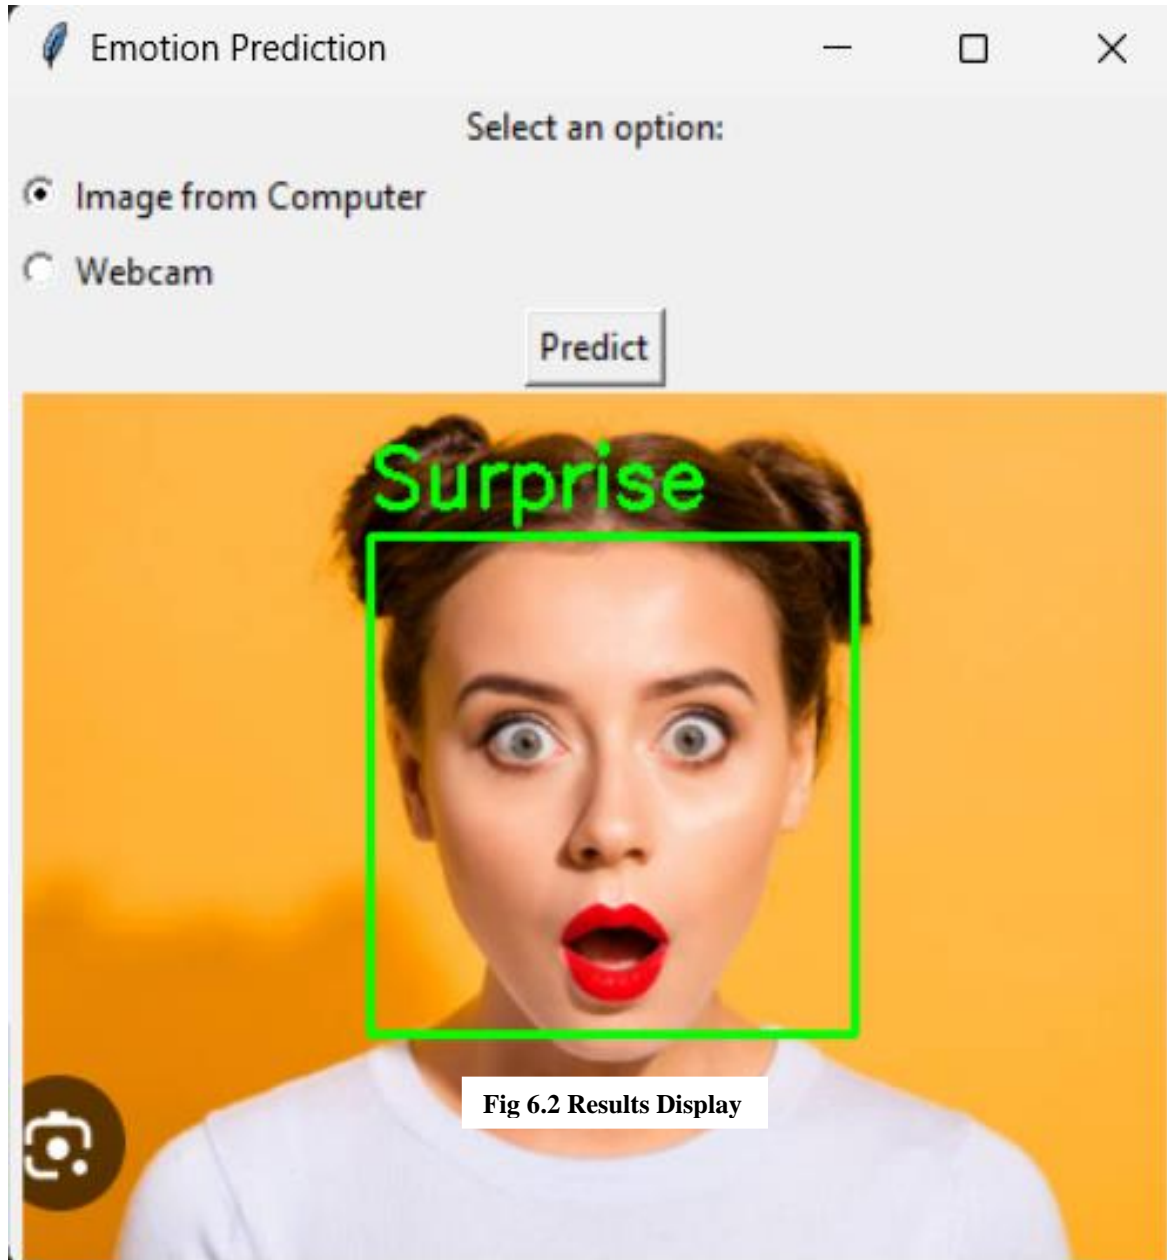 Emotion Prediction
Select an option:
Image from Computer
Webcam
Predict
Surprise
Fig 6.2 Results Display